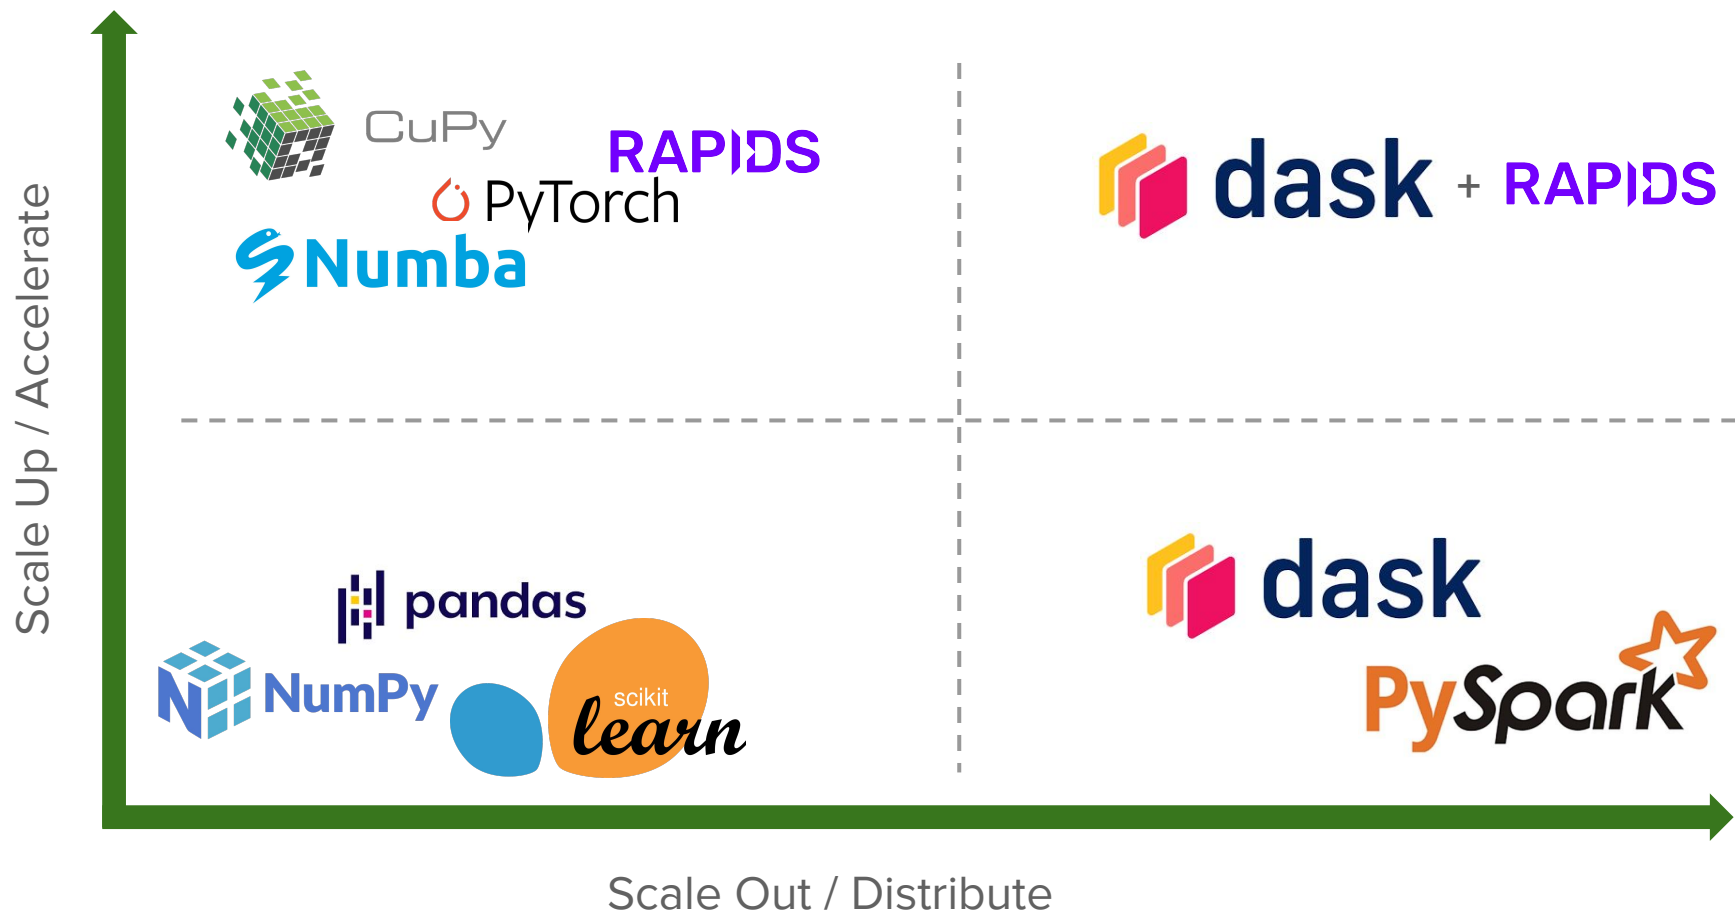 Scale Up / Accelerate
CuPy
RAPIDS
PyTorch
Numba
dask + RAPIDS
pandas
NumPy
scikit
learn
dask
PySpark
Scale Out / Distribute